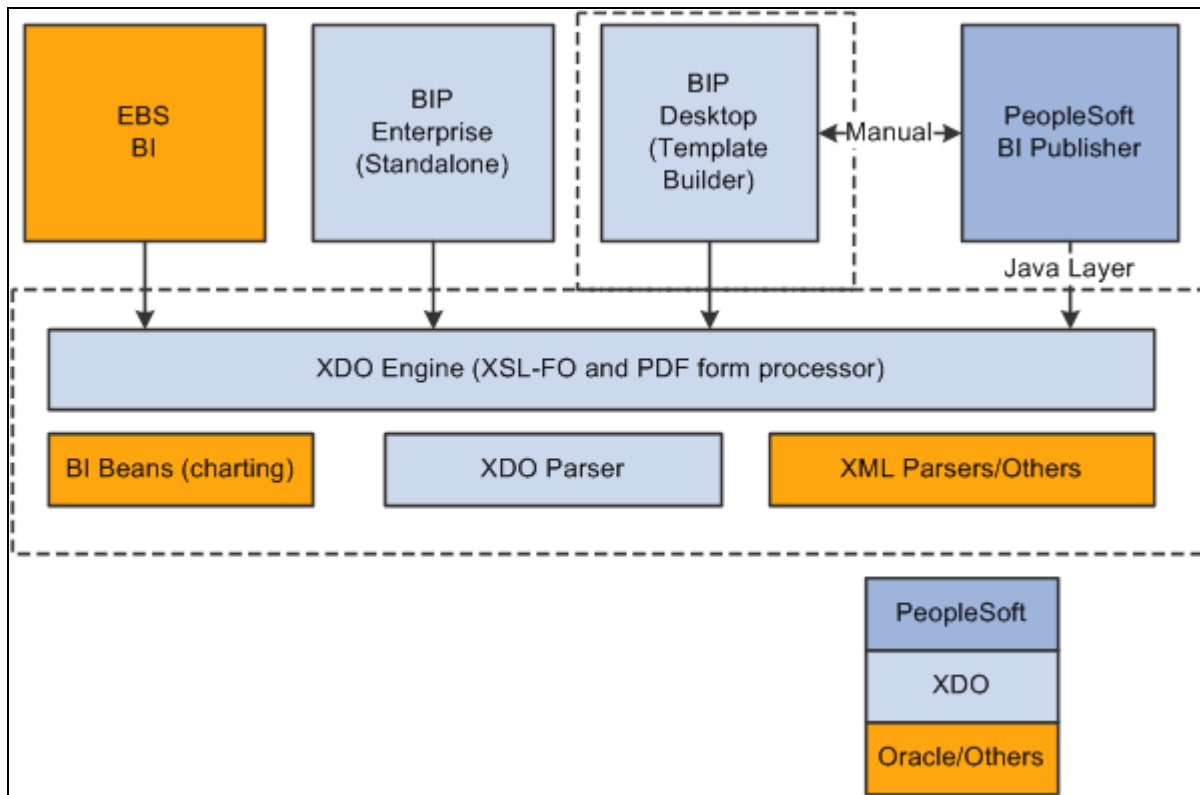 EBS
BI
BIP
Enterprise
(Standalone)
BIP
Desktop
(Template
Builder)
Manual
PeopleSoft
BI Publisher
Java Layer
XDO Engine (XSL-FO and PDF form processor)
BI Beans (charting)
XDO Parser
XML Parsers/Others
PeopleSoft
XDO
Oracle/Others